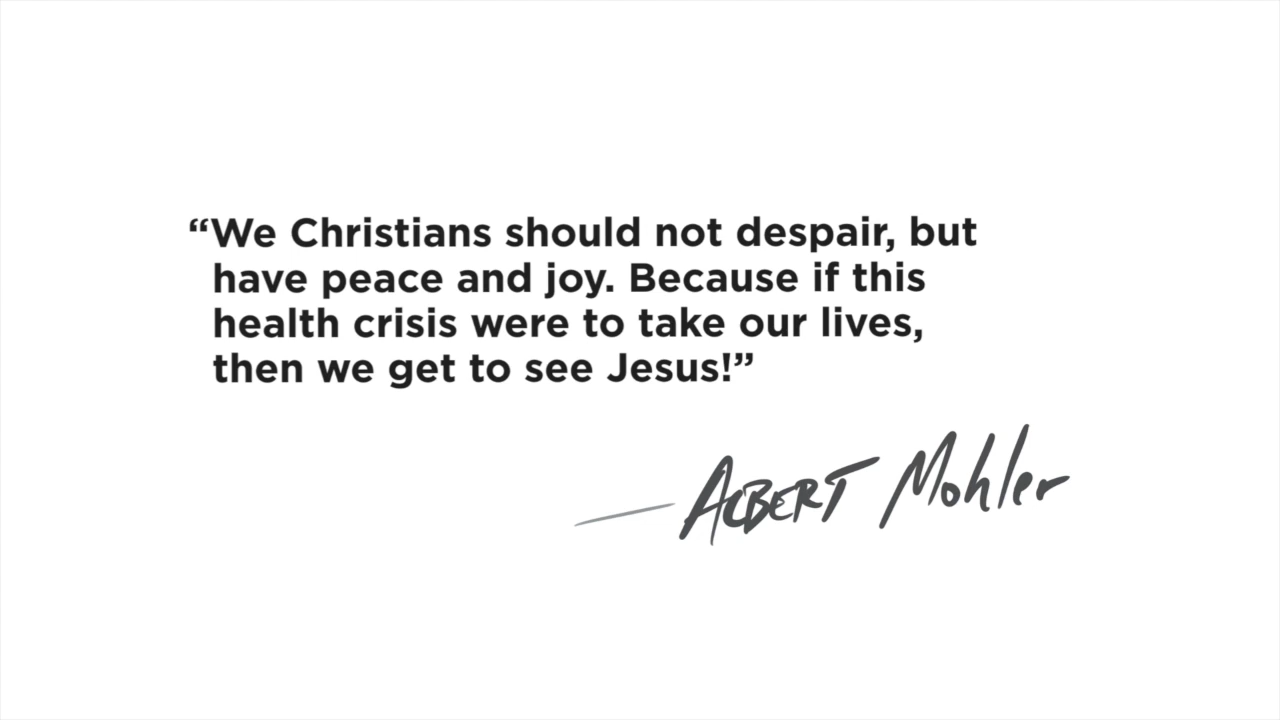 “We Christians should not despair, but
have peace and joy. Because if this
health crisis were to take our lives,
then we get to see Jesus!”
— ALBERT Mohler